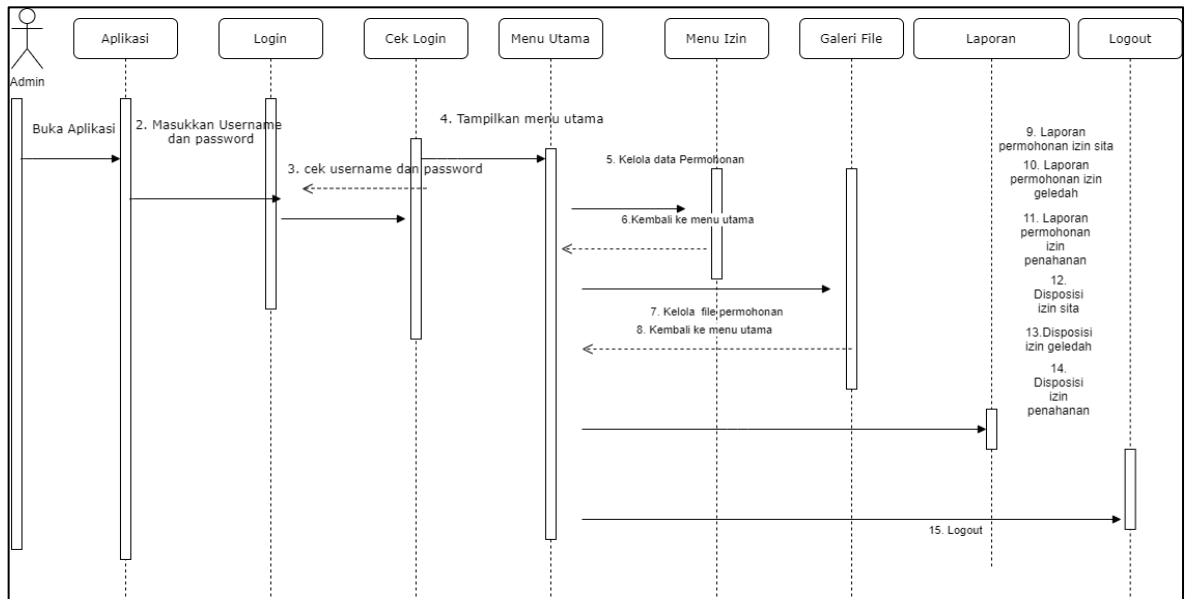 Aplikasi
Login
Cek Login
Menu Utama
Menu Izin
Galeri File
Laporan
Logout
Admin
Buka Aplikasi
2. Masukkan Username
dan password
3. cek username dan password
4. Tampilkan menu utama
5. Kelola data Permohonan
6.Kembali ke menu utama
7. Kelola file permohonan
8. Kembali ke menu utama
9. Laporan
permohonan izin sita
10. Laporan
permohonan izin
geledah
11. Laporan
permohonan
izin
penahanan
12.
Disposisi
izin sita
13.Disposisi
izin geledah
14.
Disposisi
izin
penahanan
15. Logout